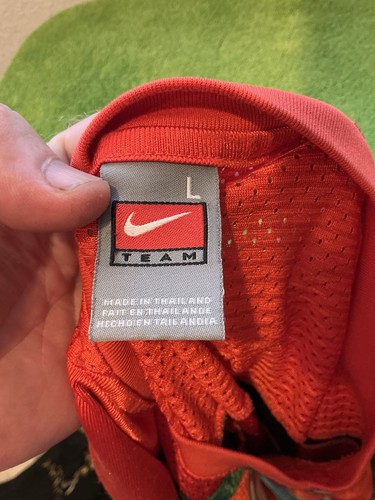 L
TEAM
MADE IN THAILAND
FAIT EN THAILANDE
HECHO EN TAILANDIA